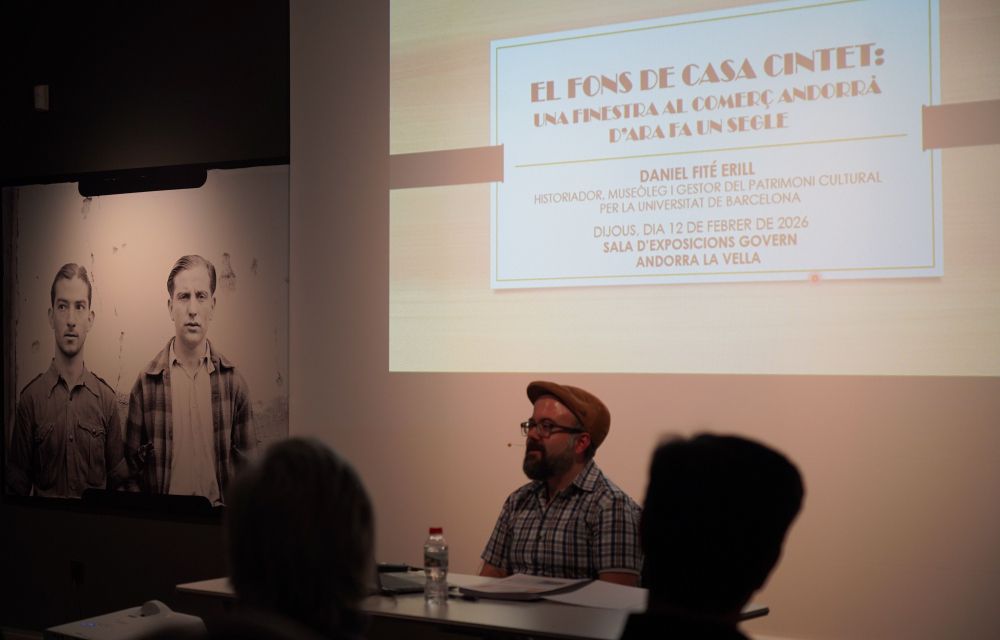 EL FONS DE CASA CINTET:
UNA FINESTRA AL COMERÇ ANDORRÀ
D'ARA FA UN SEGLE
DANIEL FITÉ ERILL
HISTORIADOR, MUSEÒLEG I GESTOR DEL PATRIMONI CULTURAL
PER LA UNIVERSITAT DE BARCELONA
DIJOUS, DIA 12 DE FEBRER DE 2026
SALA D'EXPOSICIONS GOVERN
ANDORRA LA VELLA